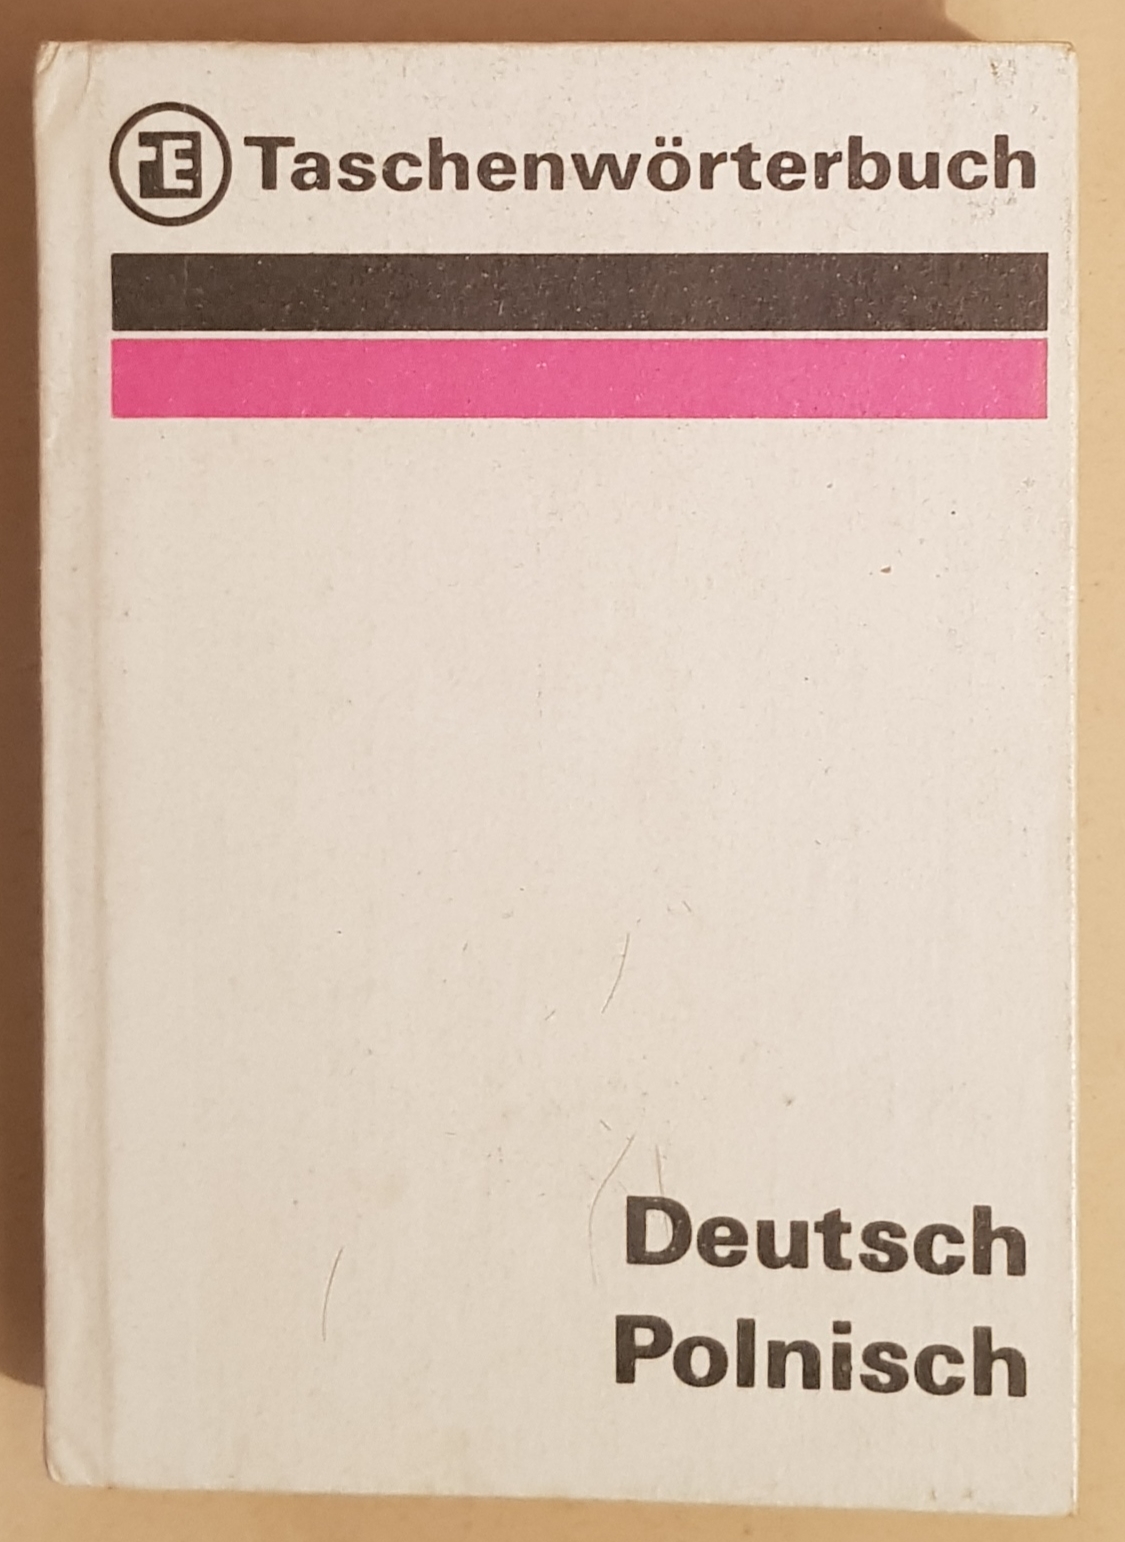 Taschenwörterbuch
Deutsch
Polnisch